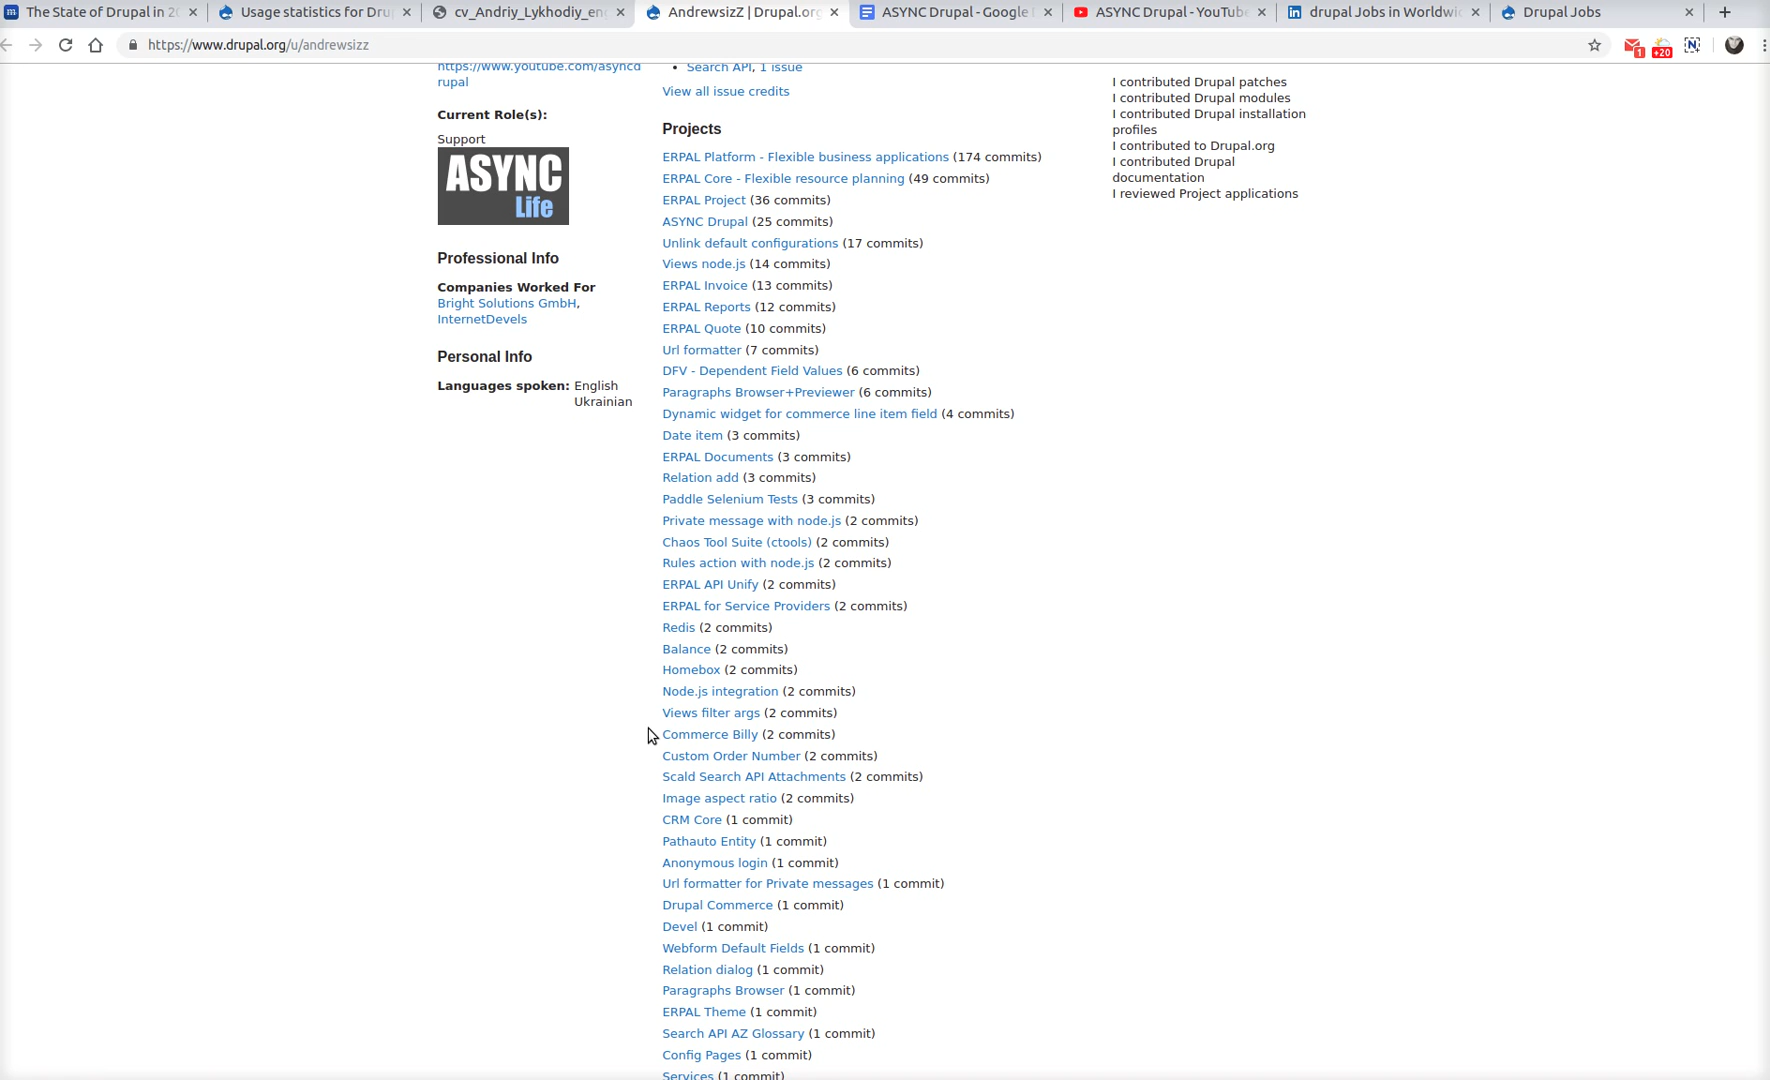 The State of Drupal in 20
Usage statistics for Dru
cv_Andriy_Lykhodiy_en
AndrewsizZ | Drupal.org
ASYNC Drupal - Google
ASYNC Drupal - YouTube
drupal Jobs in Worldwi
Drupal Jobs
https://www.drupal.org/u/andrewsizz
1
+20
N
https://www.youtube.com/asyncd
rupal
Current Role(s):
Support
ASYNC
Life
Professional Info
Companies Worked For
Bright Solutions GmbH,
InternetDevels
Personal Info
Languages spoken: English
Ukrainian
Search API, 1 issue
View all issue credits
Projects
ERPAL Platform - Flexible business applications (174 commits)
ERPAL Core - Flexible resource planning (49 commits)
ERPAL Project (36 commits)
ASYNC Drupal (25 commits)
Unlink default configurations (17 commits)
Views node.js (14 commits)
ERPAL Invoice (13 commits)
ERPAL Reports (12 commits)
ERPAL Quote (10 commits)
Url formatter (7 commits)
DFV - Dependent Field Values (6 commits)
Paragraphs Browser+Previewer (6 commits)
Dynamic widget for commerce line item field (4 commits)
Date item (3 commits)
ERPAL Documents (3 commits)
Relation add (3 commits)
Paddle Selenium Tests (3 commits)
Private message with node.js (2 commits)
Chaos Tool Suite (ctools) (2 commits)
Rules action with node.js (2 commits)
ERPAL API Unify (2 commits)
ERPAL for Service Providers (2 commits)
Redis (2 commits)
Balance (2 commits)
Homebox (2 commits)
Node.js integration (2 commits)
Views filter args (2 commits)
Commerce Billy (2 commits)
Custom Order Number (2 commits)
Scald Search API Attachments (2 commits)
Image aspect ratio (2 commits)
CRM Core (1 commit)
Pathauto Entity (1 commit)
Anonymous login (1 commit)
Url formatter for Private messages (1 commit)
Drupal Commerce (1 commit)
Devel (1 commit)
Webform Default Fields (1 commit)
Relation dialog (1 commit)
Paragraphs Browser (1 commit)
ERPAL Theme (1 commit)
Search API AZ Glossary (1 commit)
Config Pages (1 commit)
Services (1 commit)
I contributed Drupal patches
I contributed Drupal modules
I contributed Drupal installation
profiles
I contributed to Drupal.org
I contributed Drupal
documentation
I reviewed Project applications